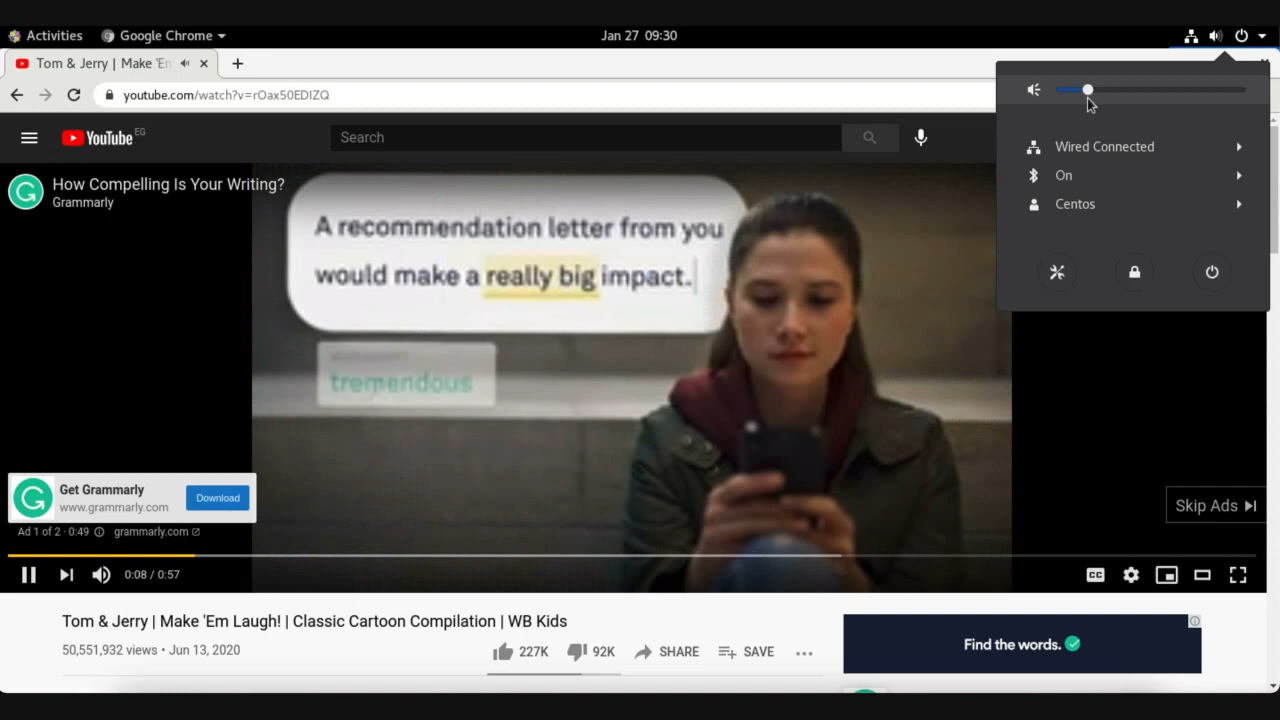 Activities
Google Chrome
Jan 27 09:30
Tom & Jerry | Make 'Em
youtube.com/watch?v=rOax50EDIZQ
YouTube EG
Search
Wired Connected
On
Centos
How Compelling Is Your Writing?
Grammarly
A recommendation letter from you
would make a really big impact.
tremendous
Get Grammarly
www.grammarly.com
Download
Ad 1 of 2 · 0:49
grammarly.com
Skip Ads
0:08 / 0:57
CC
Tom & Jerry | Make 'Em Laugh! | Classic Cartoon Compilation | WB Kids
50,551,932 views • Jun 13, 2020
227K
92K
SHARE
SAVE
Find the words.